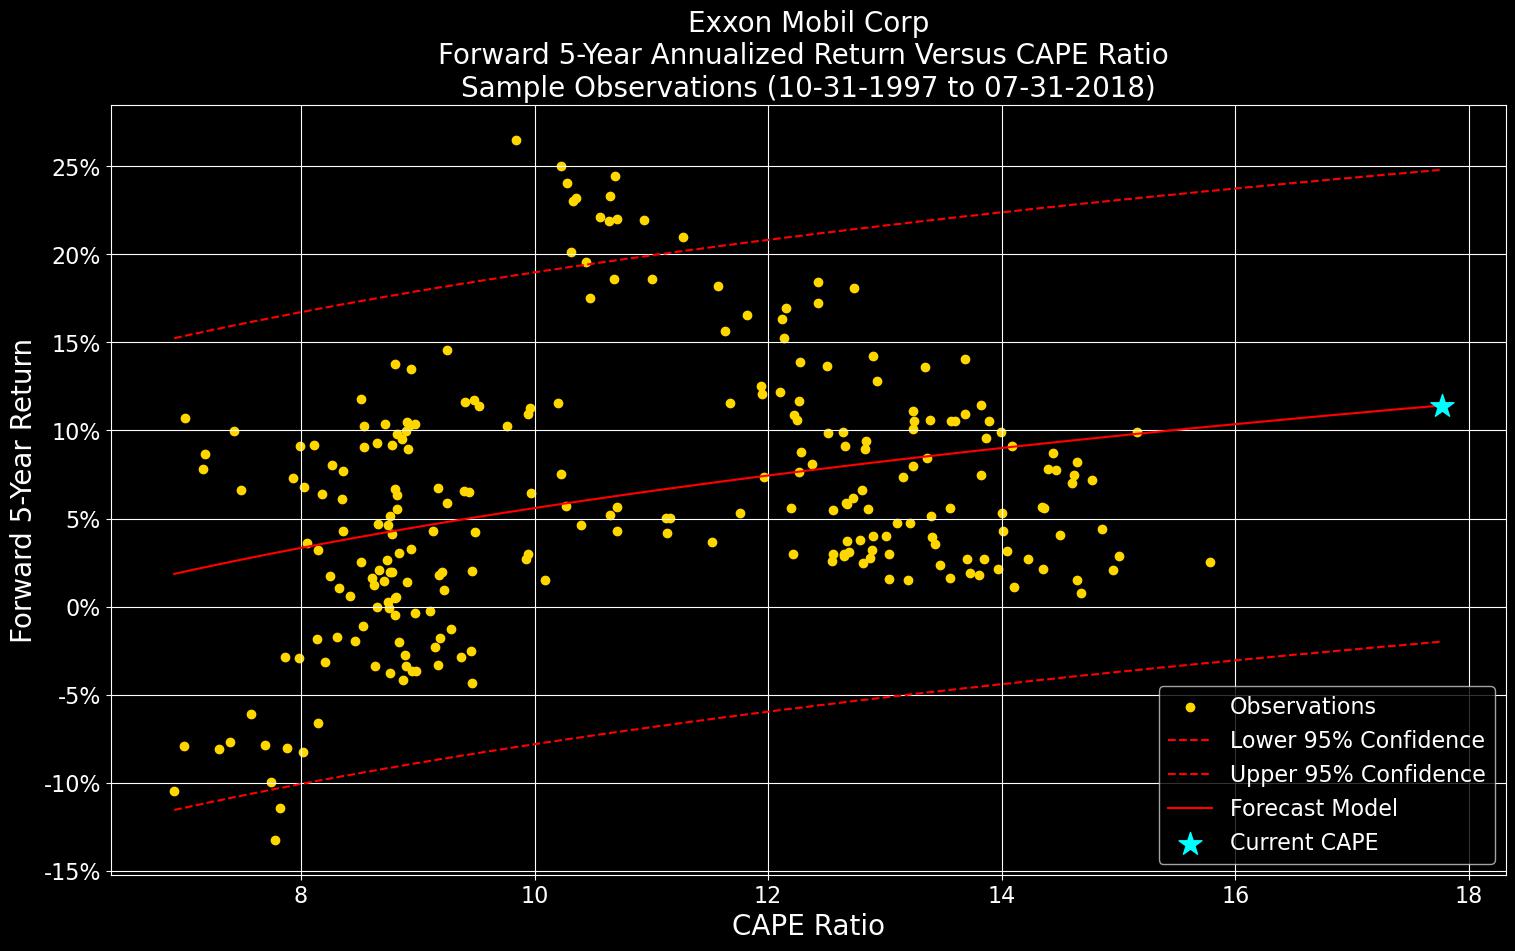 Exxon Mobil Corp
Forward 5-Year Annualized Return Versus CAPE Ratio
Sample Observations (10-31-1997 to 07-31-2018)
Forward 5-Year Return
25%
20%
15%
10%
5%
0%
-5%
-10%
-15%
Observations
Lower 95% Confidence
Upper 95% Confidence
Forecast Model
Current CAPE
8 10 12 14 16 18
CAPE Ratio